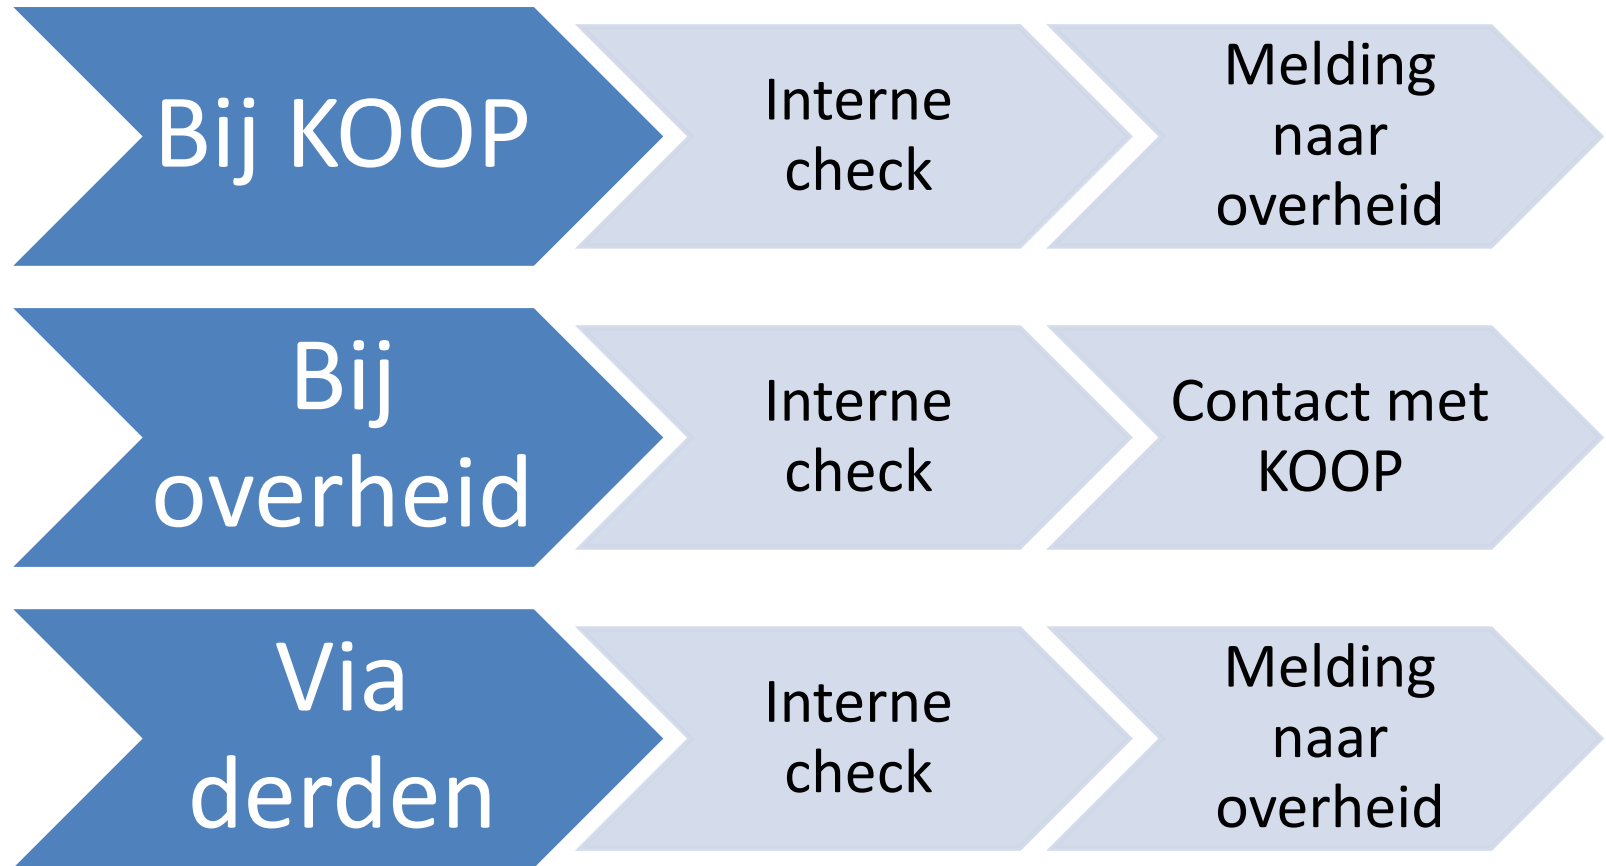 Bij KOOP
Interne
check
Melding
naar
overheid
Bij
overheid
Interne
check
Contact met
KOOP
Via
derden
Interne
check
Melding
naar
overheid